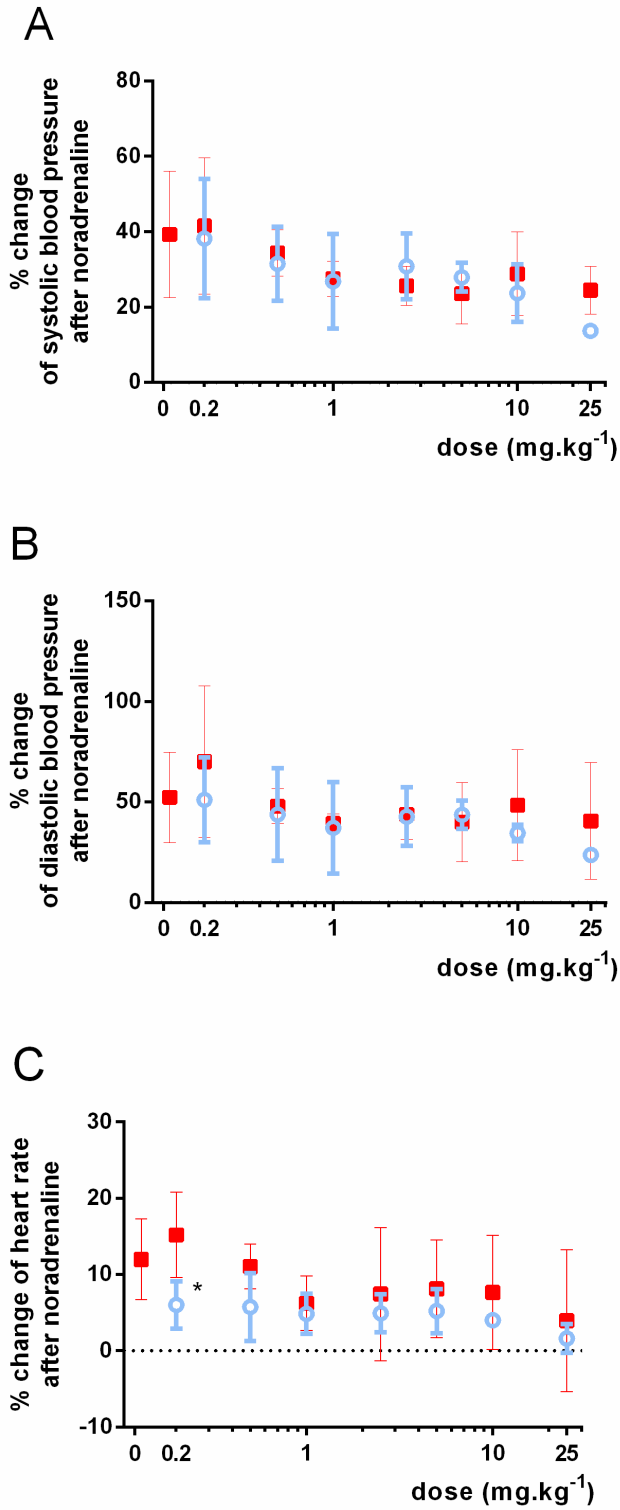 A
% change
of systolic blood pressure
after noradrenaline
80
60
40
20
0
0 0.2 1 10 25
dose (mg.kg⁻¹)
B
% change
of diastolic blood pressure
after noradrenaline
150
100
50
0
0 0.2 1 10 25
dose (mg.kg⁻¹)
C
% change of heart rate
after noradrenaline
30
20
10
0
-10
*
0 0.2 1 10 25
dose (mg.kg⁻¹)